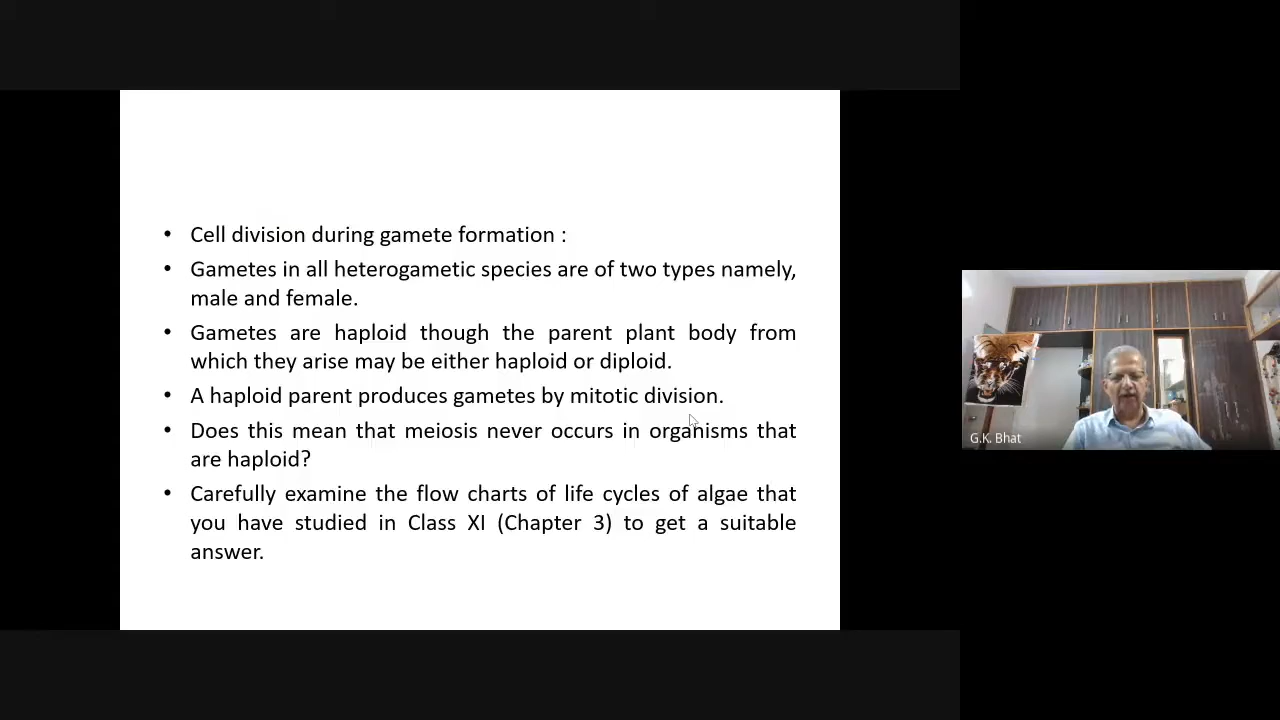 • Cell division during gamete formation :
• Gametes in all heterogametic species are of two types namely,
male and female.
• Gametes are haploid though the parent plant body from
which they arise may be either haploid or diploid.
• A haploid parent produces gametes by mitotic division.
• Does this mean that meiosis never occurs in organisms that
are haploid?
• Carefully examine the flow charts of life cycles of algae that
you have studied in Class XI (Chapter 3) to get a suitable
answer.
G.K. Bhat